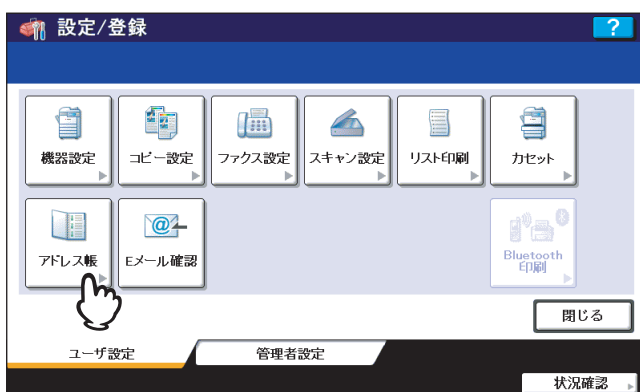 設定/登録
?
機器設定
コピー設定
ファクス設定
スキャン設定
リスト印刷
カセット
アドレス帳
Eメール確認
Bluetooth
印刷
閉じる
ユーザ設定
管理者設定
状況確認